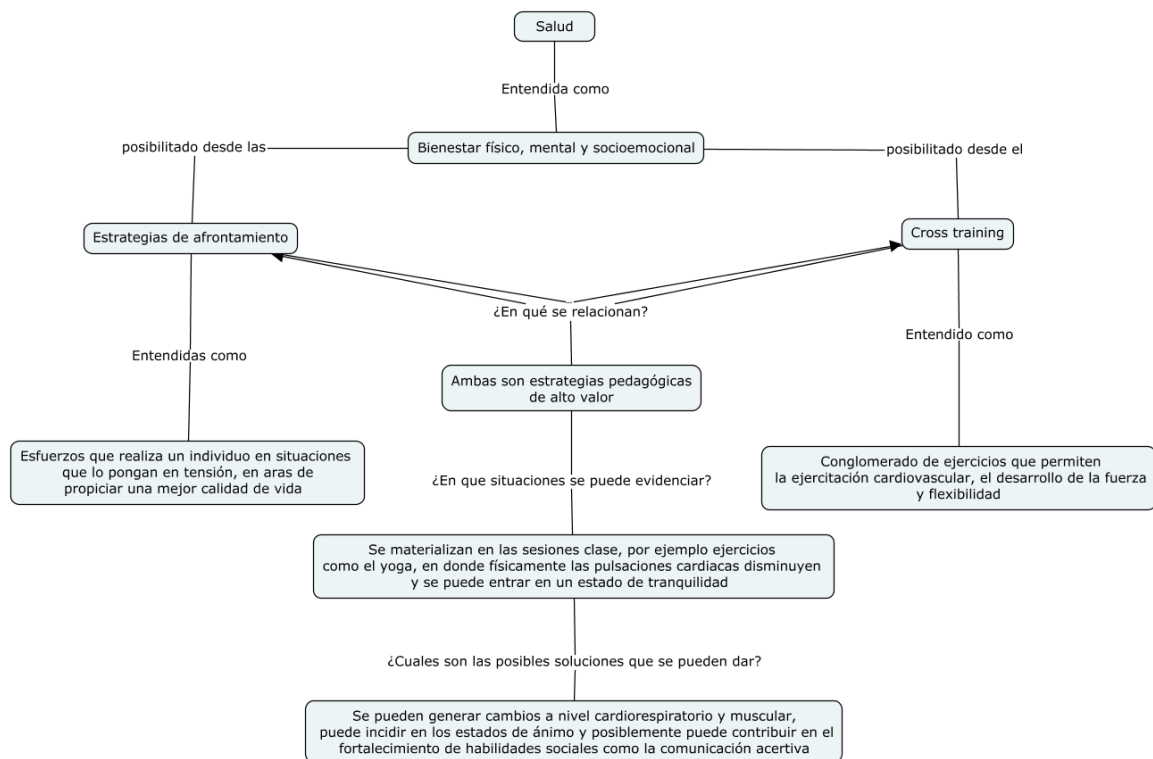 Salud
Entendida como
posibilitado desde las
Bienestar físico, mental y socioemocional
posibilitado desde el
Estrategias de afrontamiento
Cross training
¿En qué se relacionan?
Entendidas como
Entendido como
Ambas son estrategias pedagógicas
de alto valor
Esfuerzos que realiza un individuo en situaciones
que lo pongan en tensión, en aras de
propiciar una mejor calidad de vida
Conglomerado de ejercicios que permiten
la ejercitación cardiovascular, el desarrollo de la fuerza
y flexibilidad
¿En que situaciones se puede evidenciar?
Se materializan en las sesiones clase, por ejemplo ejercicios
como el yoga, en donde físicamente las pulsaciones cardiacas disminuyen
y se puede entrar en un estado de tranquilidad
¿Cuales son las posibles soluciones que se pueden dar?
Se pueden generar cambios a nivel cardiorespiratorio y muscular,
puede incidir en los estados de ánimo y posiblemente puede contribuir en el
fortalecimiento de habilidades sociales como la comunicación acertiva